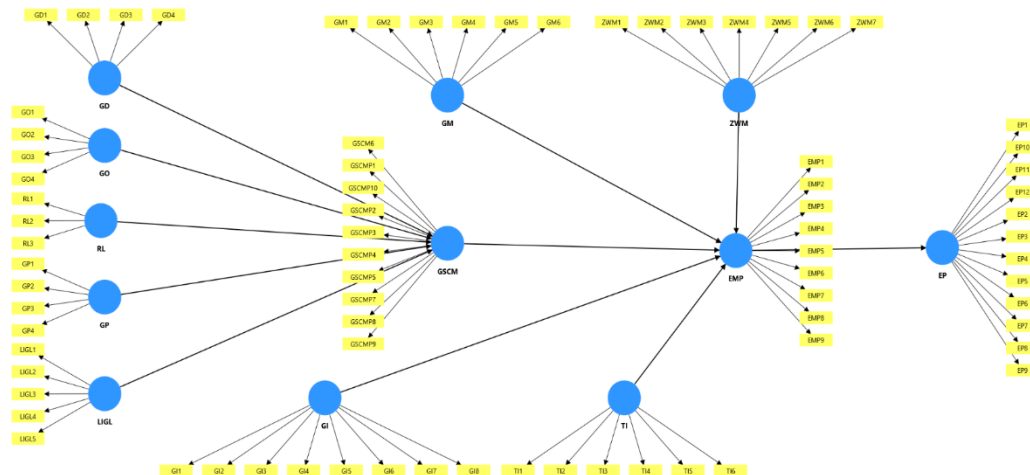 GD1
GD2
GD3
GD4
GD
GM1
GM2
GM3
GM4
GM5
GM6
GM
ZWM1
ZWM2
ZWM3
ZWM4
ZWM5
ZWM6
ZWM7
ZWM
GO1
GO2
GO3
GO4
GO
RL1
RL2
RL3
RL
GP1
GP2
GP3
GP4
GP
LIGL1
LIGL2
LIGL3
LIGL4
LIGL5
LIGL
GSCM6
GSCMP1
GSCMP10
GSCMP2
GSCMP3
GSCMP4
GSCMP5
GSCMP7
GSCMP8
GSCMP9
GSCM
EMP1
EMP2
EMP3
EMP4
EMP5
EMP6
EMP7
EMP8
EMP9
EMP
EP1
EP10
EP11
EP12
EP2
EP3
EP4
EP5
EP6
EP7
EP8
EP9
EP
GI
GI1
GI2
GI3
GI4
GI5
GI6
GI7
GI8
TI
TI1
TI2
TI3
TI4
TI5
TI6